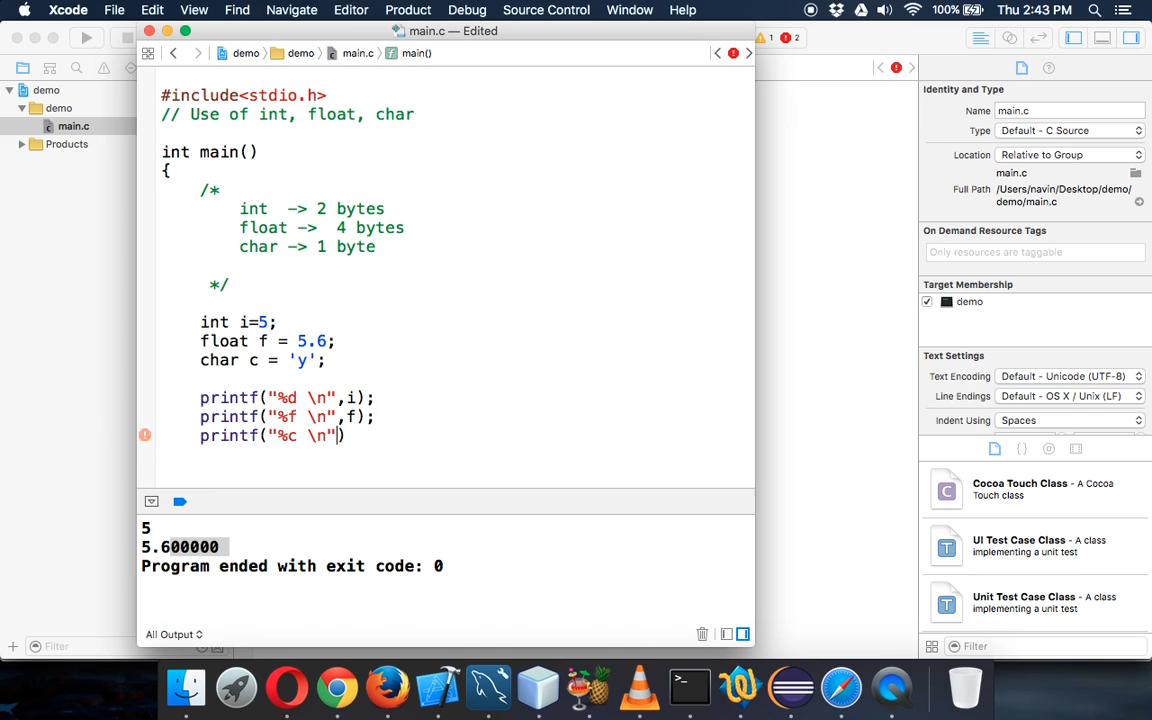 Xcode File Edit View Find Navigate Editor Product Debug Source Control Window Help 100% Thu 2:43 PM
main.c — Edited
1 2
demo demo main.c main()
demo
demo
main.c
Products
#include<stdio.h>
// Use of int, float, char
int main()
{
/*
int -> 2 bytes
float -> 4 bytes
char -> 1 byte
*/
int i=5;
float f = 5.6;
char c = 'y';
printf("%d \n",i);
printf("%f \n",f);
printf("%c \n")
5
5.600000
Program ended with exit code: 0
All Output
Filter
Identity and Type
Name main.c
Type Default - C Source
Location Relative to Group
main.c
Full Path /Users/navin/Desktop/demo/
demo/main.c
On Demand Resource Tags
Only resources are taggable
Target Membership
demo
Text Settings
Text Encoding Default - Unicode (UTF-8)
Line Endings Default - OS X / Unix (LF)
Indent Using Spaces
Cocoa Touch Class - A Cocoa
Touch class
UI Test Case Class - A class
implementing a unit test
Unit Test Case Class - A class
implementing a unit test
Filter